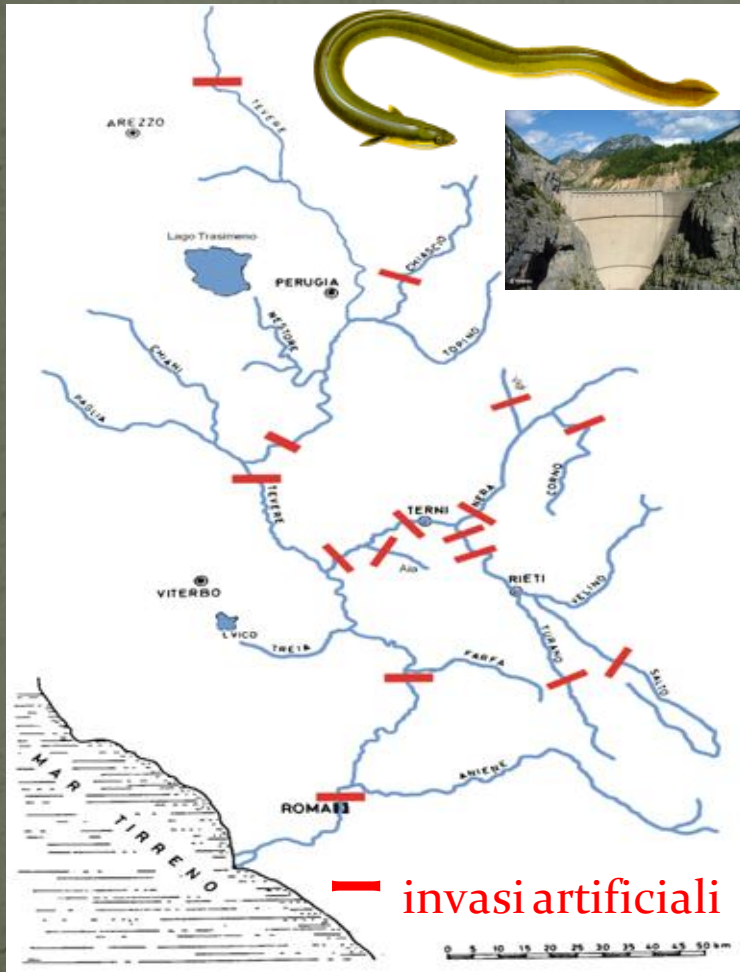 TEVERE
AREZZO
Lago Trasimeno
CHIASCIO
PERUGIA
NESTORE
TOPINO
CHIANI
PAGLIA
Vigi
CORNO
NERA
TEVERE
TERNI
Aia
RIETI
VELINO
VITERBO
L.VICO
TREIA
FARFA
TURANO
SALTO
ANIENE
ROMA
MAR TIRRENO
invasi artificiali
0 5 10 15 20 25 30 35 40 45 50 km